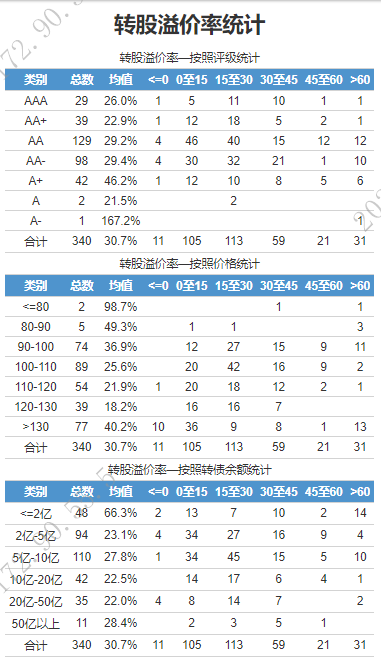 转股溢价率统计
转股溢价率—按照评级统计
类别 总数 均值 <=0 0至15 15至30 30至45 45至60 >60
AAA 29 26.0% 1 5 11 10 1 1
AA+ 39 22.9% 1 12 18 5 2 1
AA 129 29.2% 4 46 40 15 12 12
AA- 98 29.4% 4 30 32 21 1 10
A+ 42 46.2% 1 12 10 8 5 6
A 2 21.5% 2
A- 1 167.2% 1
合计 340 30.7% 11 105 113 59 21 31
转股溢价率—按照价格统计
类别 总数 均值 <=0 0至15 15至30 30至45 45至60 >60
<=80 2 98.7% 1 1
80-90 5 49.3% 1 1 3
90-100 74 36.9% 12 27 15 9 11
100-110 89 25.6% 20 42 16 9 2
110-120 54 21.9% 1 20 18 12 2 1
120-130 39 18.2% 16 16 7
>130 77 40.2% 10 36 9 8 1 13
合计 340 30.7% 11 105 113 59 21 31
转股溢价率—按照转债余额统计
类别 总数 均值 <=0 0至15 15至30 30至45 45至60 >60
<=2亿 48 66.3% 2 13 7 10 2 14
2亿-5亿 94 23.1% 4 34 27 16 9 4
5亿-10亿 110 27.8% 1 34 45 15 5 10
10亿-20亿 42 22.5% 14 17 6 4 1
20亿-50亿 35 22.0% 4 8 14 7 2
50亿以上 11 28.4% 2 3 5 1
合计 340 30.7% 11 105 113 59 21 31